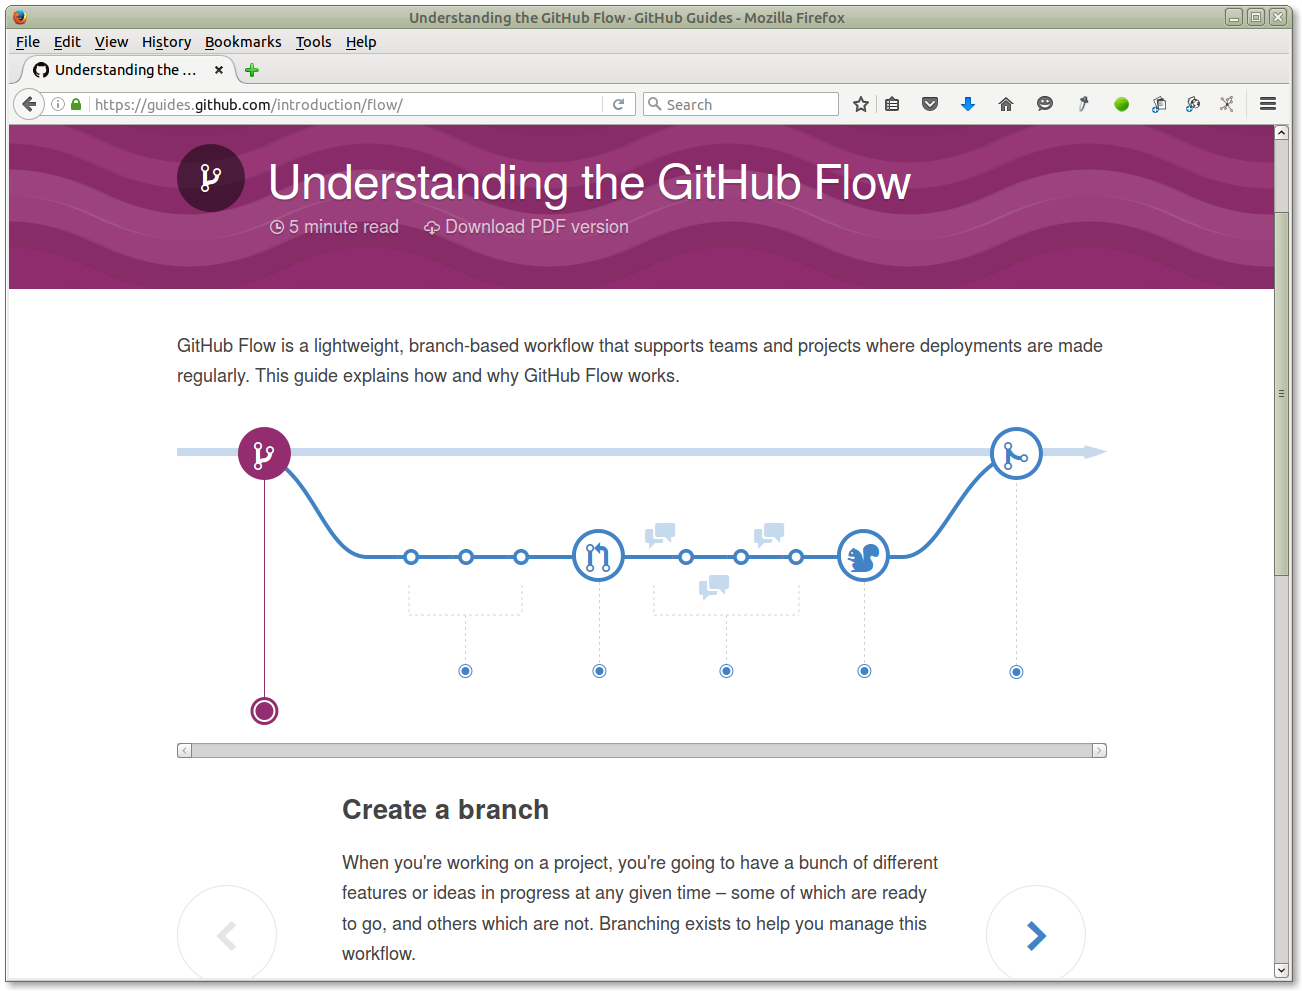 Understanding the GitHub Flow · GitHub Guides - Mozilla Firefox
File Edit View History Bookmarks Tools Help
Understanding the ...
https://guides.github.com/introduction/flow/
Search
Understanding the GitHub Flow
5 minute read Download PDF version
GitHub Flow is a lightweight, branch-based workflow that supports teams and projects where deployments are made
regularly. This guide explains how and why GitHub Flow works.
Create a branch
When you're working on a project, you're going to have a bunch of different
features or ideas in progress at any given time – some of which are ready
to go, and others which are not. Branching exists to help you manage this
workflow.